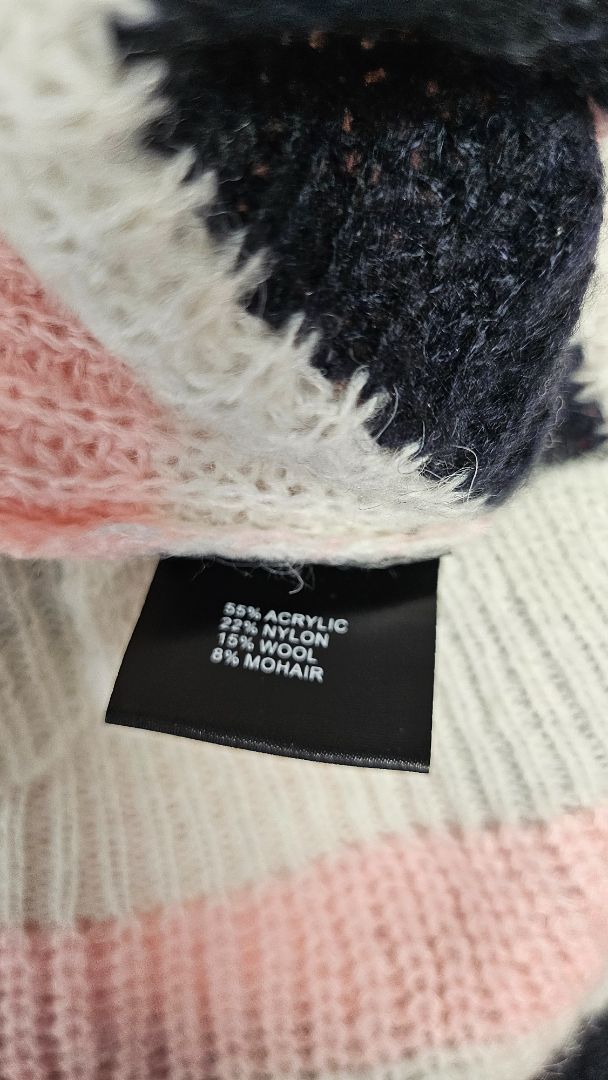 55% ACRYLIC
22% NYLON
15% WOOL
8% MOHAIR